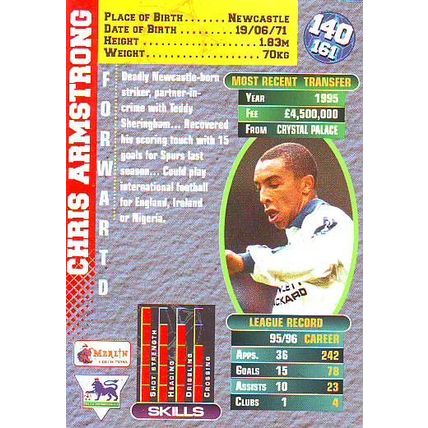 CHRIS ARMSTRONG
PLACE OF BIRTH.......... NEWCASTLE
DATE OF BIRTH .......... 19/06/71
HEIGHT .......... 1.83M
WEIGHT .......... 70KG
140
161
FORWARTD
Deadly Newcastle-born
striker, partner-in-
crime with Teddy
Sheringham... Recovered
his scoring touch with 15
goals for Spurs last
season... Could play
international football
for England, Ireland
or Nigeria.
MOST RECENT TRANSFER
YEAR 1995
FEE £4,500,000
FROM CRYSTAL PALACE
PACKARD
MERLIN
SHOT STRENGTH
HEADING
DRIBBLING
CROSSING
SKILLS
LEAGUE RECORD
95/96 CAREER
APPS. 36 242
GOALS 15 78
ASSISTS 10 23
CLUBS 1 4